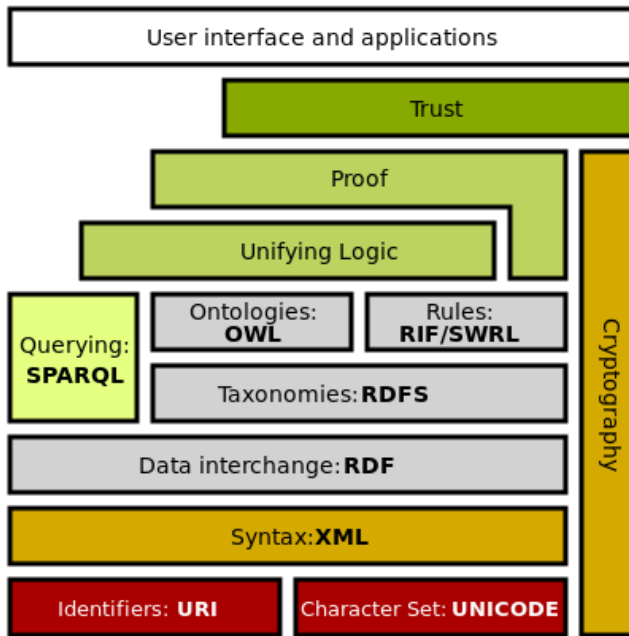 User interface and applications
Trust
Proof
Unifying Logic
Querying:
SPARQL
Ontologies:
OWL
Rules:
RIF/SWRL
Taxonomies: RDFS
Data interchange: RDF
Syntax: XML
Identifiers: URI
Character Set: UNICODE
Cryptography